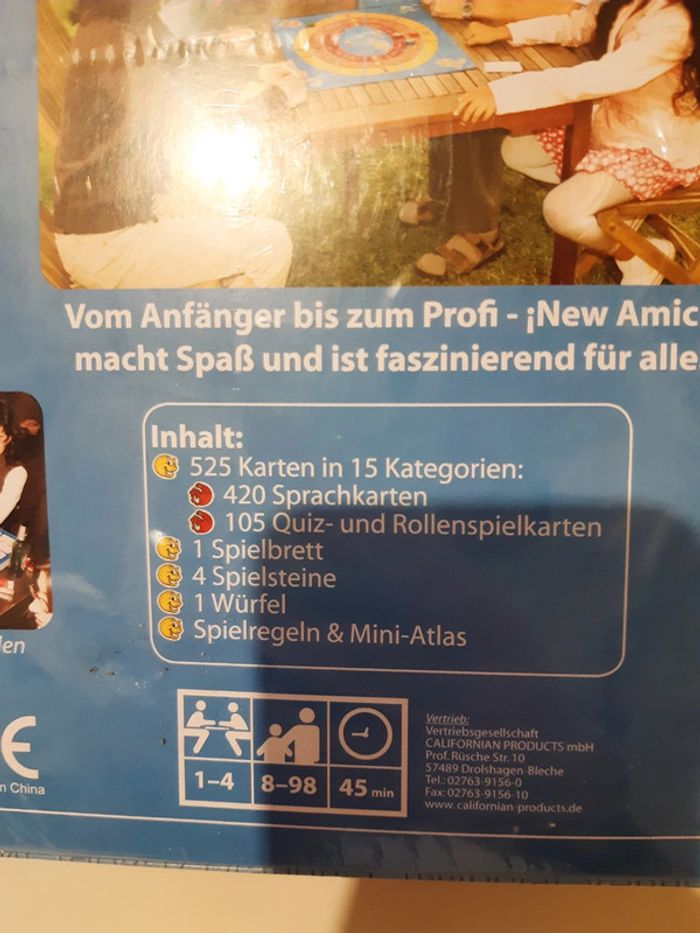 Vom Anfänger bis zum Profi - ¡New Amic
macht Spaß und ist faszinierend für alle
Inhalt:
525 Karten in 15 Kategorien:
420 Sprachkarten
105 Quiz- und Rollenspielkarten
1 Spielbrett
4 Spielsteine
1 Würfel
Spielregeln & Mini-Atlas
len
CE
n China
1–4 8–98 45 min
Vertrieb:
Vertriebsgesellschaft
CALIFORNIAN PRODUCTS mbH
Prof. Rüsche Str. 10
57489 Drolshagen-Bleche
Tel.: 02763-9156-0
Fax: 02763-9156-10
www.californian-products.de